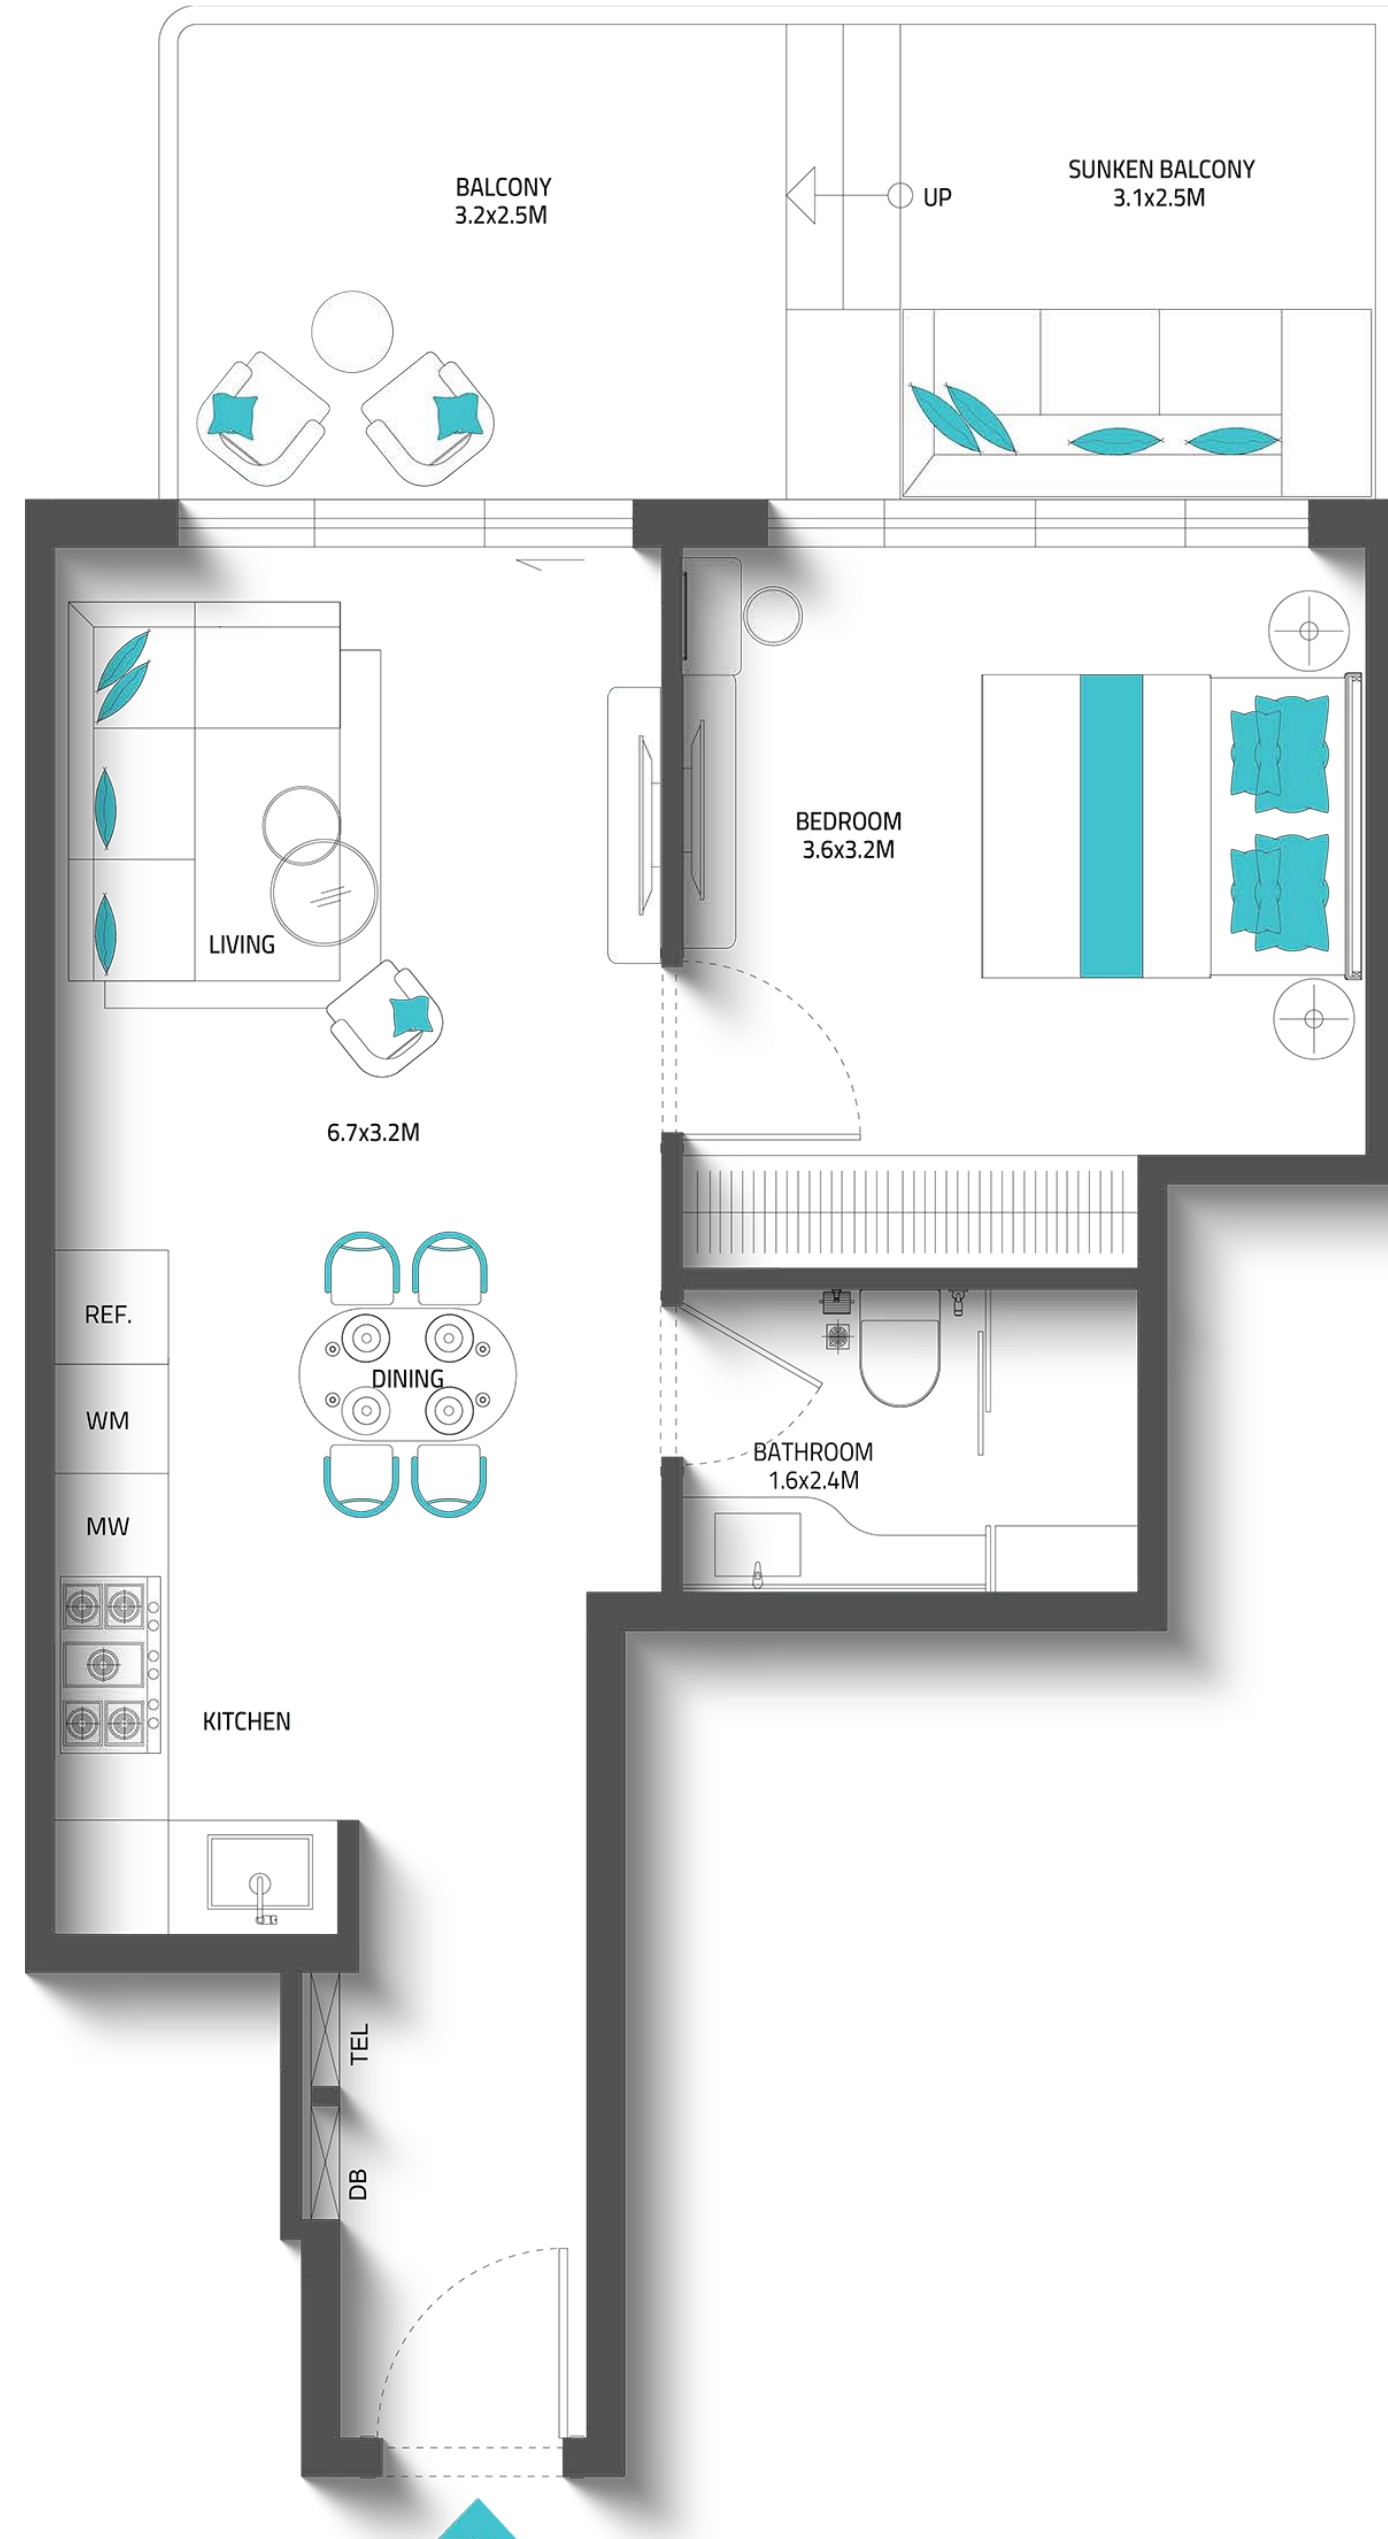 BALCONY
3.2x2.5M
SUNKEN BALCONY
3.1x2.5M
UP
BEDROOM
3.6x3.2M
LIVING
6.7x3.2M
REF.
DINING
WM
BATHROOM
1.6x2.4M
MW
KITCHEN
TEL
DB